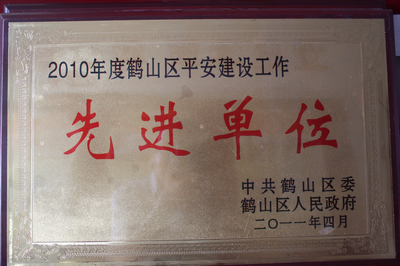 2010年度鹤山区平安建设工作
先进单位
中共鹤山区委
鹤山区人民政府
二〇一一年四月